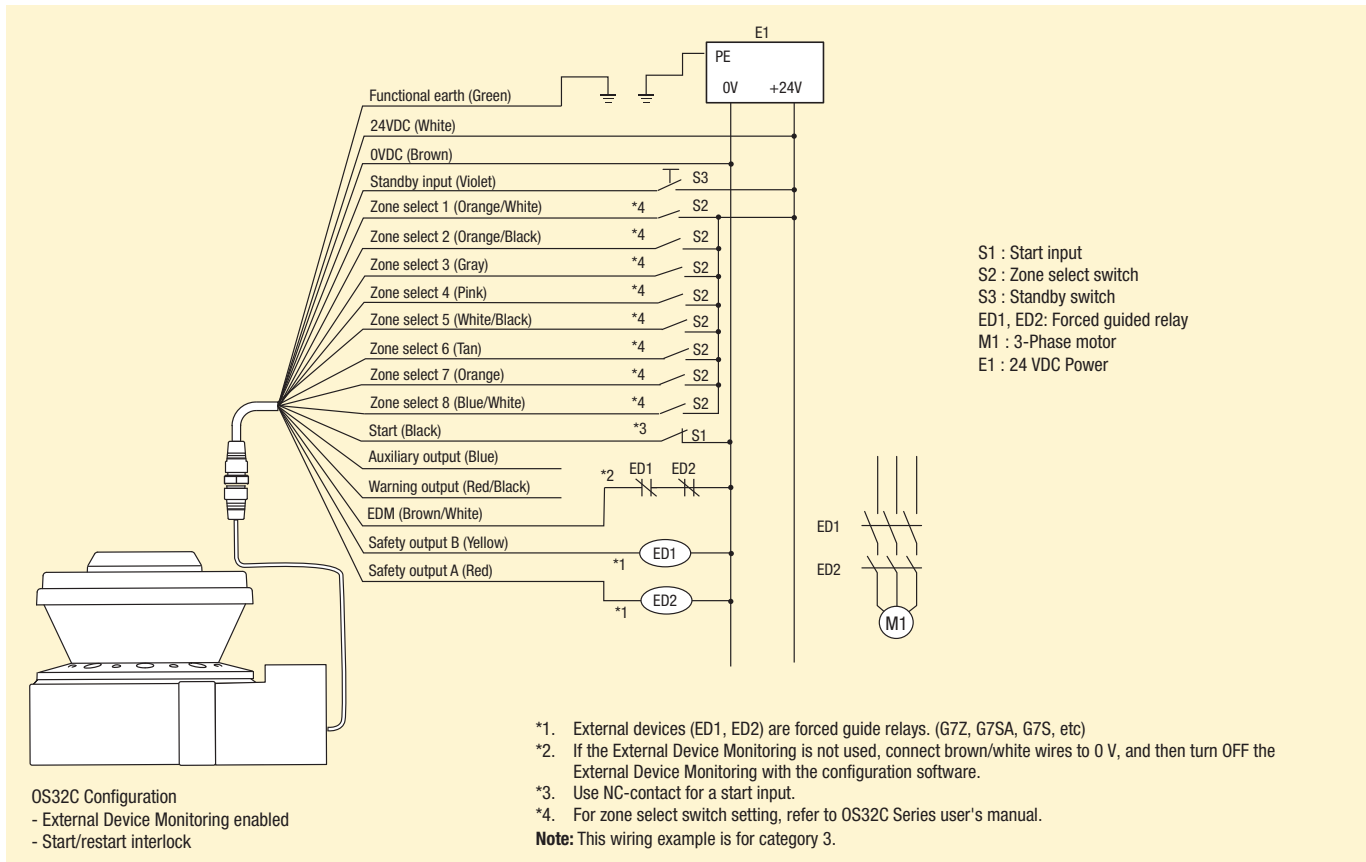 E1
PE
0V +24V
Functional earth (Green)
24VDC (White)
0VDC (Brown)
Standby input (Violet) S3
Zone select 1 (Orange/White) *4 S2
Zone select 2 (Orange/Black) *4 S2
Zone select 3 (Gray) *4 S2
Zone select 4 (Pink) *4 S2
Zone select 5 (White/Black) *4 S2
Zone select 6 (Tan) *4 S2
Zone select 7 (Orange) *4 S2
Zone select 8 (Blue/White) *4 S2
Start (Black) *3 S1
Auxiliary output (Blue)
Warning output (Red/Black) *2 ED1 ED2
EDM (Brown/White)
Safety output B (Yellow) *1 ED1
Safety output A (Red) *1 ED2
S1 : Start input
S2 : Zone select switch
S3 : Standby switch
ED1, ED2: Forced guided relay
M1 : 3-Phase motor
E1 : 24 VDC Power
ED1
ED2
M1
OS32C Configuration
- External Device Monitoring enabled
- Start/restart interlock
*1. External devices (ED1, ED2) are forced guide relays. (G7Z, G7SA, G7S, etc)
*2. If the External Device Monitoring is not used, connect brown/white wires to 0 V, and then turn OFF the
External Device Monitoring with the configuration software.
*3. Use NC-contact for a start input.
*4. For zone select switch setting, refer to OS32C Series user's manual.
Note: This wiring example is for category 3.